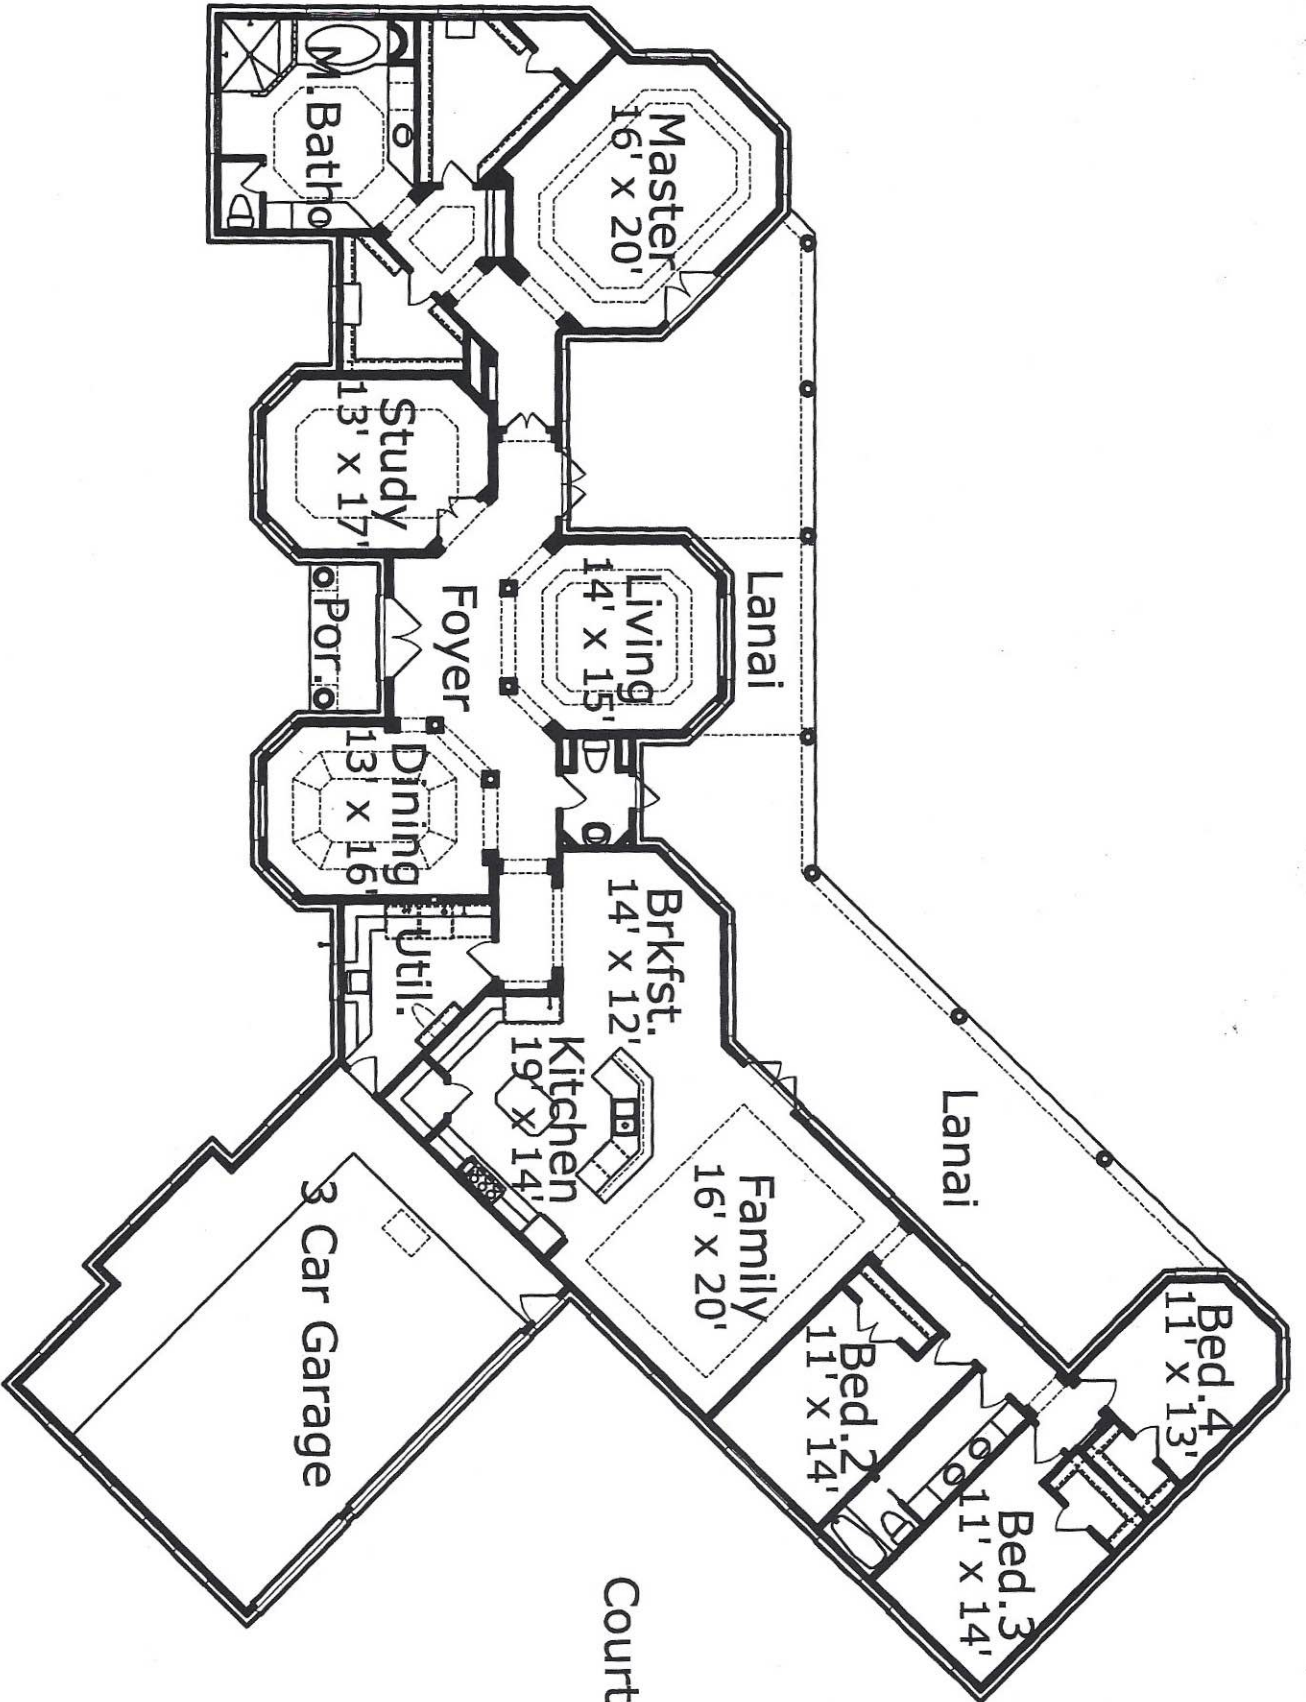 M.Bath
Master
16' x 20'
Study
13' x 17'
Por.
Foyer
Living
14' x 15'
Lanai
Dining
13' x 16'
Util.
Brkfst.
14' x 12'
Kitchen
19' x 14'
Family
16' x 20'
Lanai
3 Car Garage
Bed.2
11' x 14'
Bed.4
11' x 13'
Bed.3
11' x 14'
Court